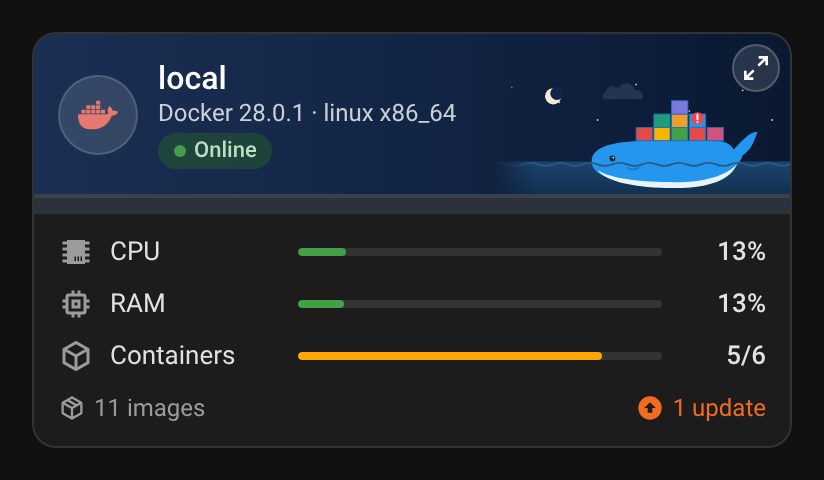 local
Docker 28.0.1 · linux x86_64
Online
!
CPU 13%
RAM 13%
Containers 5/6
11 images 1 update